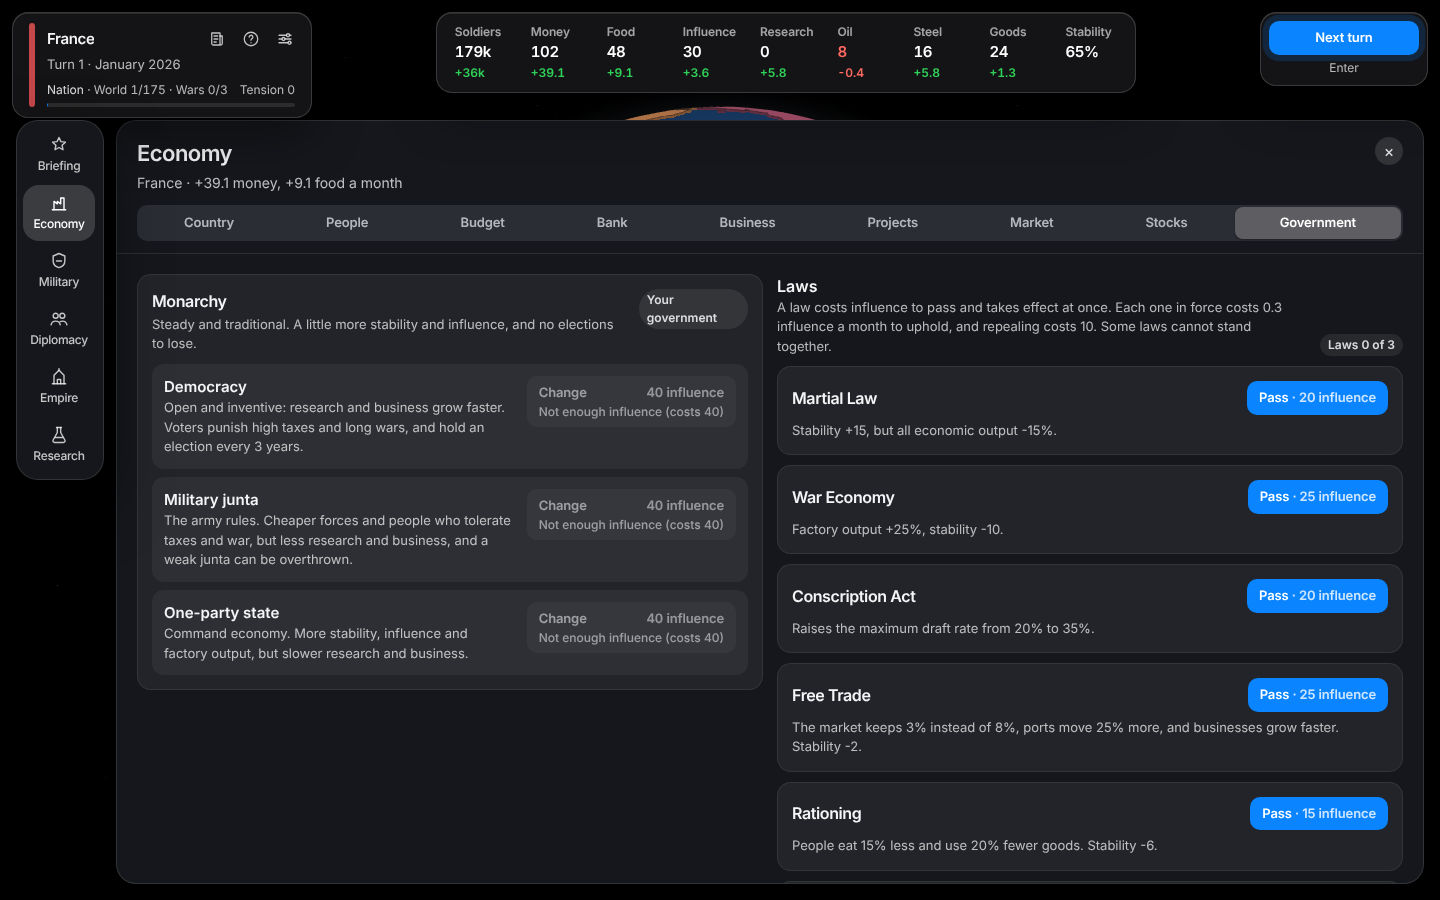 France
Turn 1 · January 2026
Nation · World 1/175 · Wars 0/3 Tension 0
Soldiers Money Food Influence Research Oil Steel Goods Stability
179k 102 48 30 0 8 16 24 65%
+36k +39.1 +9.1 +3.6 +5.8 -0.4 +5.8 +1.3
Next turn
Enter
Briefing
Economy
Military
Diplomacy
Empire
Research
Economy
France · +39.1 money, +9.1 food a month
Country People Budget Bank Business Projects Market Stocks Government
Monarchy
Your
government
Steady and traditional. A little more stability and influence, and no elections
to lose.
Democracy
Open and inventive: research and business grow faster.
Voters punish high taxes and long wars, and hold an
election every 3 years.
Change 40 influence
Not enough influence (costs 40)
Military junta
The army rules. Cheaper forces and people who tolerate
taxes and war, but less research and business, and a
weak junta can be overthrown.
Change 40 influence
Not enough influence (costs 40)
One-party state
Command economy. More stability, influence and
factory output, but slower research and business.
Change 40 influence
Not enough influence (costs 40)
Laws
A law costs influence to pass and takes effect at once. Each one in force costs 0.3
influence a month to uphold, and repealing costs 10. Some laws cannot stand
together.
Laws 0 of 3
Martial Law
Pass · 20 influence
Stability +15, but all economic output -15%.
War Economy
Pass · 25 influence
Factory output +25%, stability -10.
Conscription Act
Pass · 20 influence
Raises the maximum draft rate from 20% to 35%.
Free Trade
Pass · 25 influence
The market keeps 3% instead of 8%, ports move 25% more, and businesses grow faster.
Stability -2.
Rationing
Pass · 15 influence
People eat 15% less and use 20% fewer goods. Stability -6.